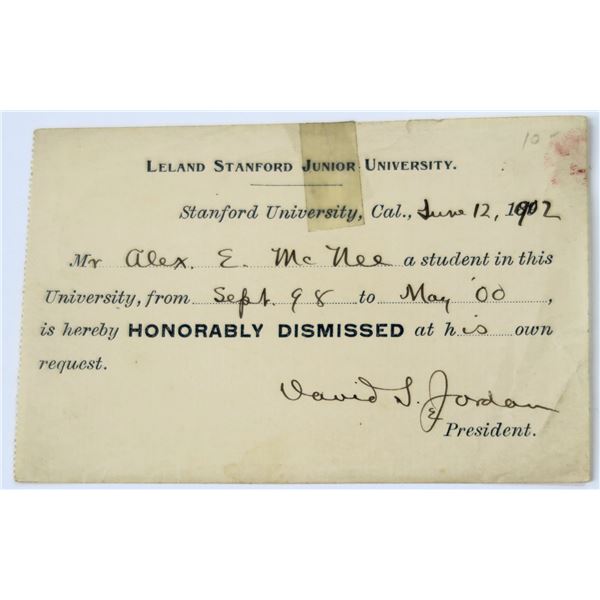 10-
LELAND STANFORD JUNIOR UNIVERSITY.
Stanford University, Cal., June 12, 1902
Mr Alex. E. McNee a student in this
University, from Sept. 98 to May '00,
is hereby HONORABLY DISMISSED at his own
request.
David S. Jordan
E
President.